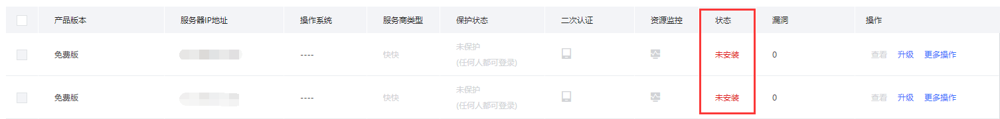 产品版本 服务器IP地址 操作系统 服务商类型 保护状态 二次认证 资源监控 状态 漏洞 操作
免费版 ---- 快快 未保护 未安装 0 查看 升级 更多操作
(任何人都可登录)
免费版 ---- 快快 未保护 未安装 0 查看 升级 更多操作
(任何人都可登录)